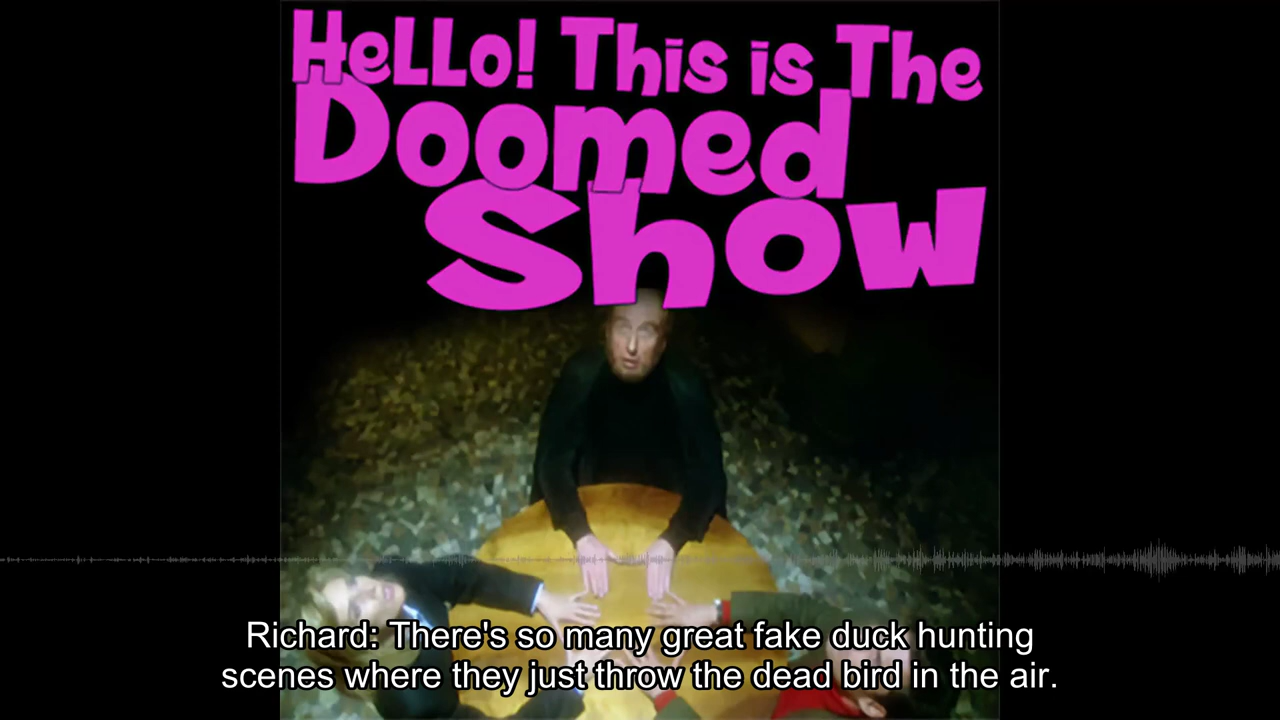 HeLLo! This is The
Doomed
Show
Richard: There's so many great fake duck hunting
scenes where they just throw the dead bird in the air.